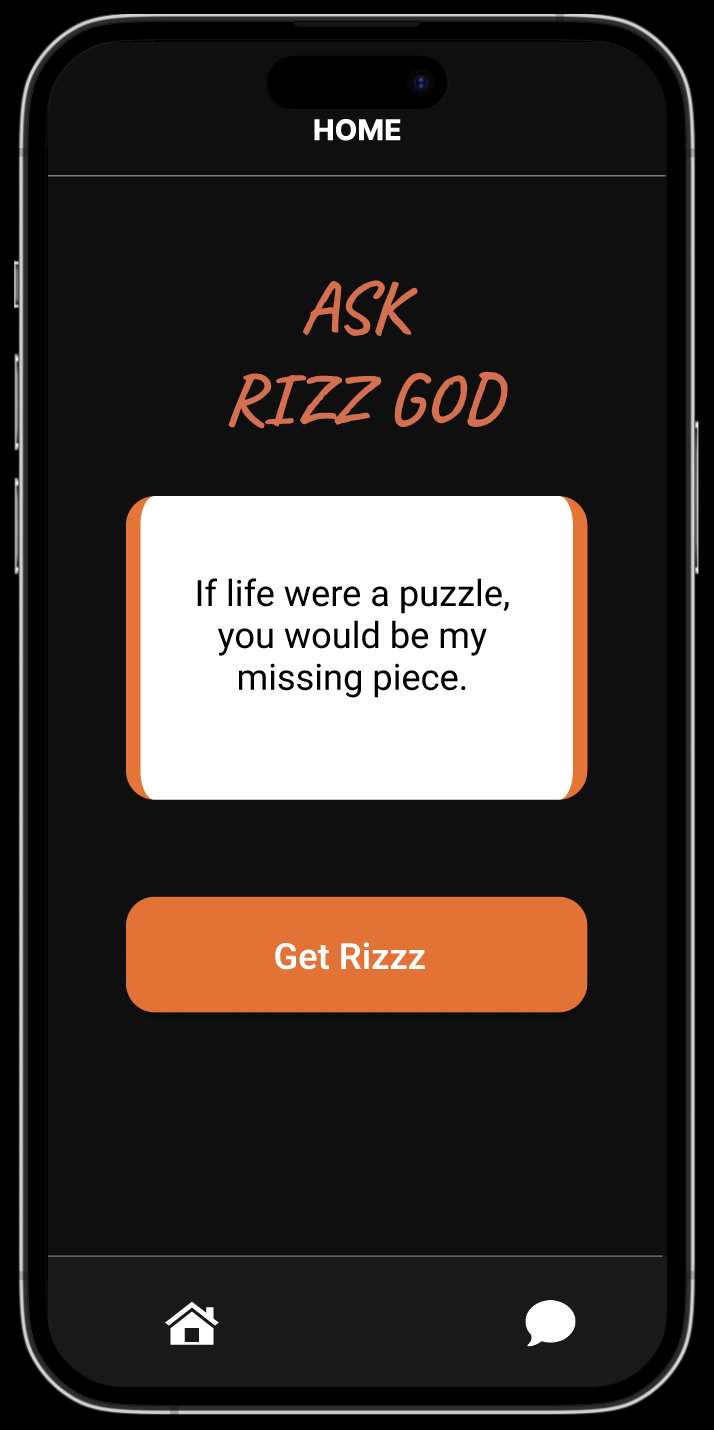 HOME
ASK
RIZZ GOD
If life were a puzzle,
you would be my
missing piece.
Get Rizzz